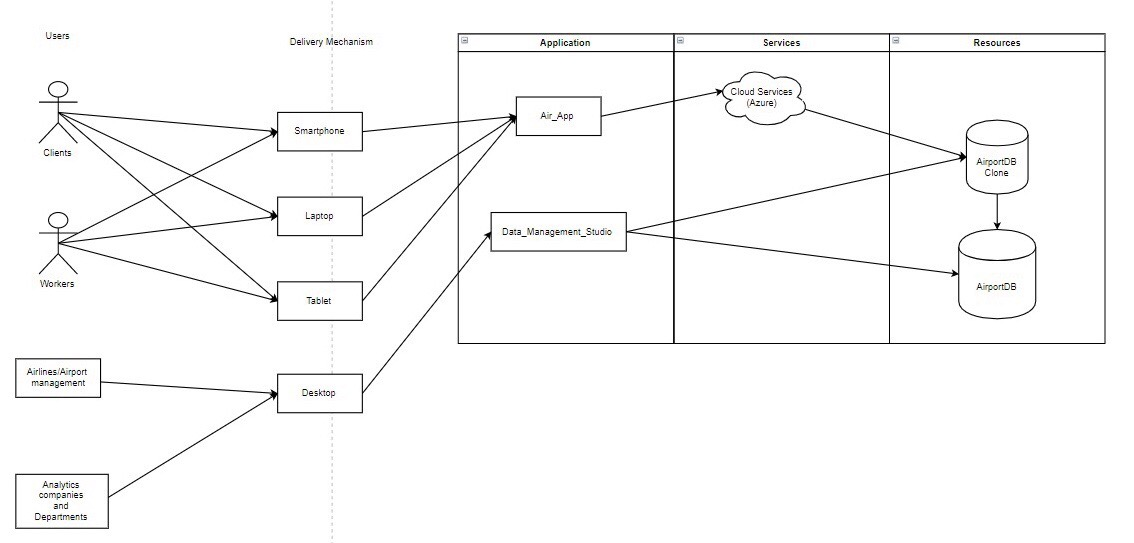 Users
Delivery Mechanism
Application
Services
Resources
Clients
Workers
Airlines/Airport
management
Analytics
companies
and
Departments
Smartphone
Laptop
Tablet
Desktop
Air_App
Data_Management_Studio
Cloud Services
(Azure)
AirportDB
Clone
AirportDB